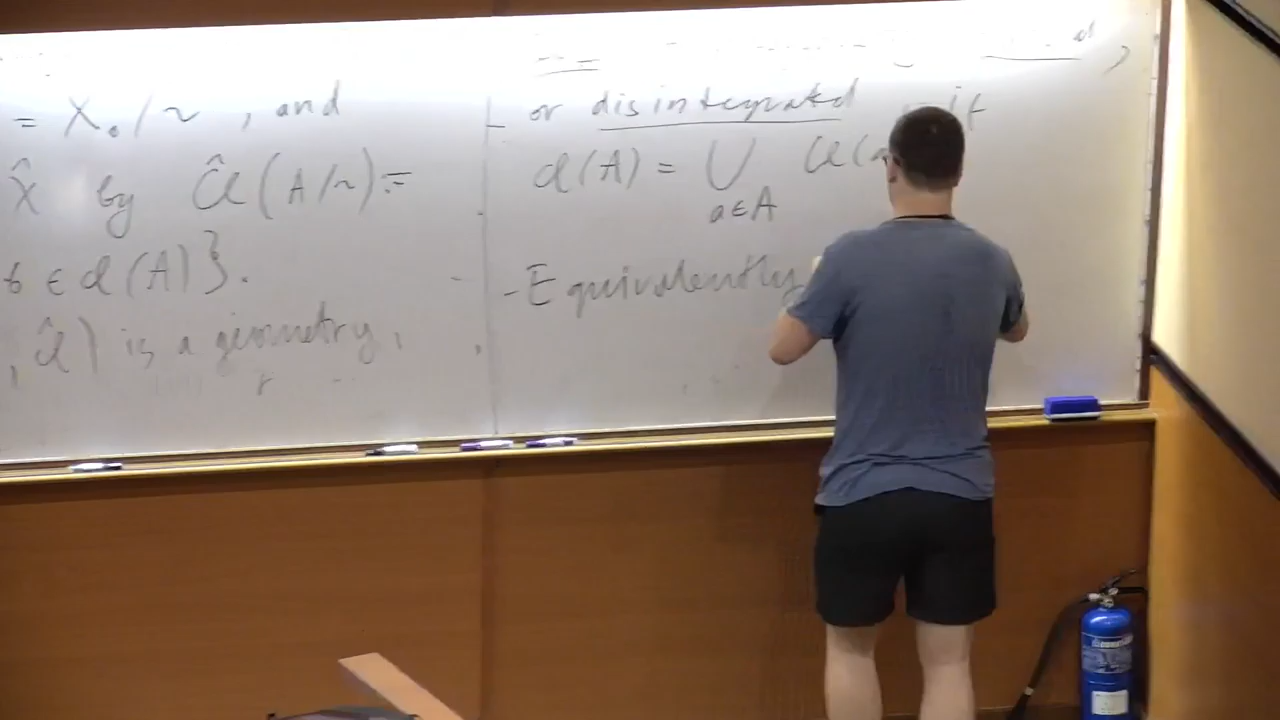 = X₀/~ , and
X̂ by ĉl(A/~) :=
b ∈ cl(A)}.
, ĉl) is a geometry,
or disintegrated if
cl(A) = ⋃ cl(a
a∈A
- Equivalently